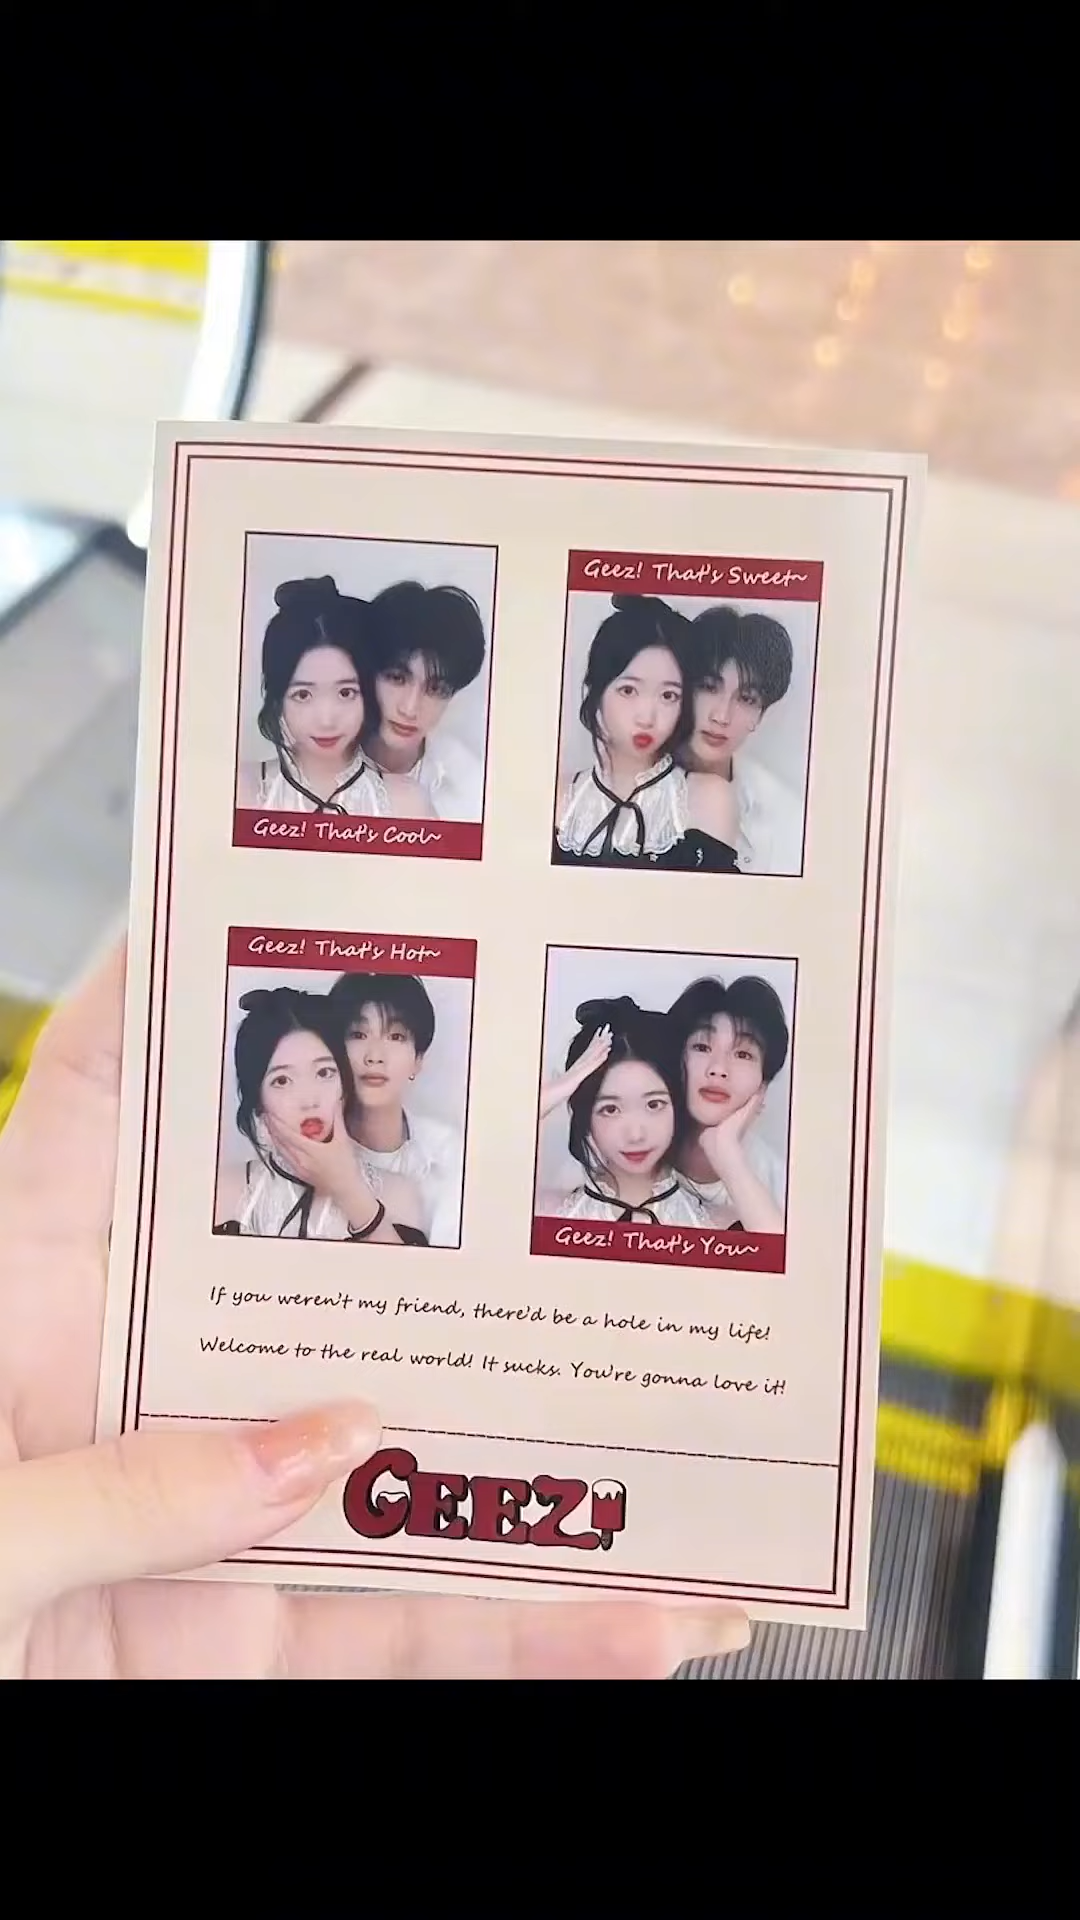 Geez! That's Cool~
Geez! That's Sweet~
Geez! That's Hot~
Geez! That's You~
If you weren't my friend, there'd be a hole in my life!
Welcome to the real world! It sucks. You're gonna love it!
GEEZ!